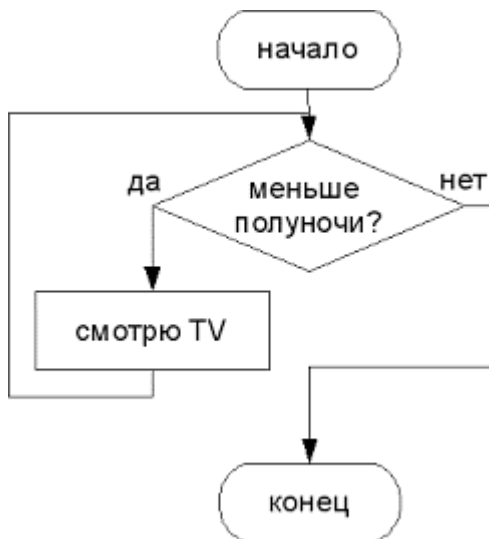 начало
да
нет
меньше
полуночи?
смотрю TV
конец